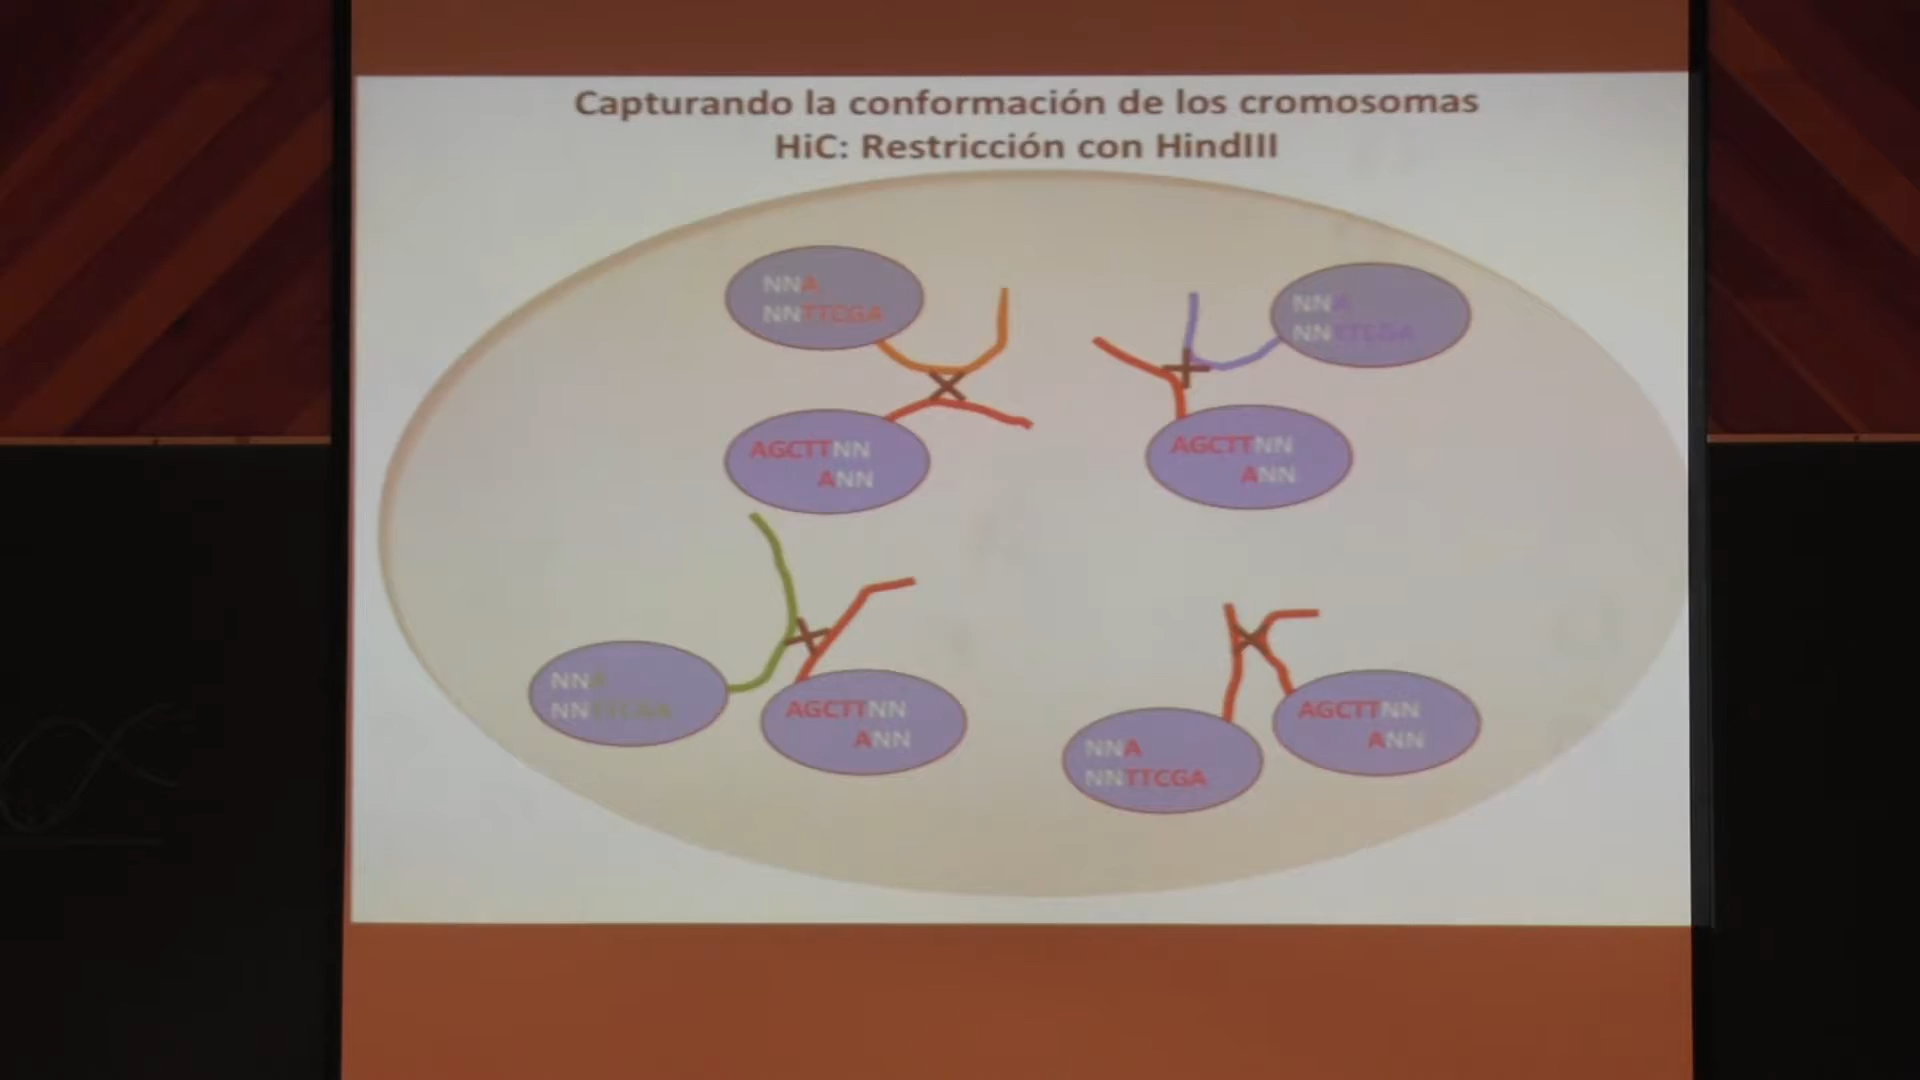 Capturando la conformación de los cromosomas
HiC: Restricción con HindIII
NNA
NNTTCGA
NNA
NNTTCGA
AGCTTNN
ANN
AGCTTNN
ANN
NNA
NNTTCGA
AGCTTNN
ANN
AGCTTNN
ANN
NNA
NNTTCGA